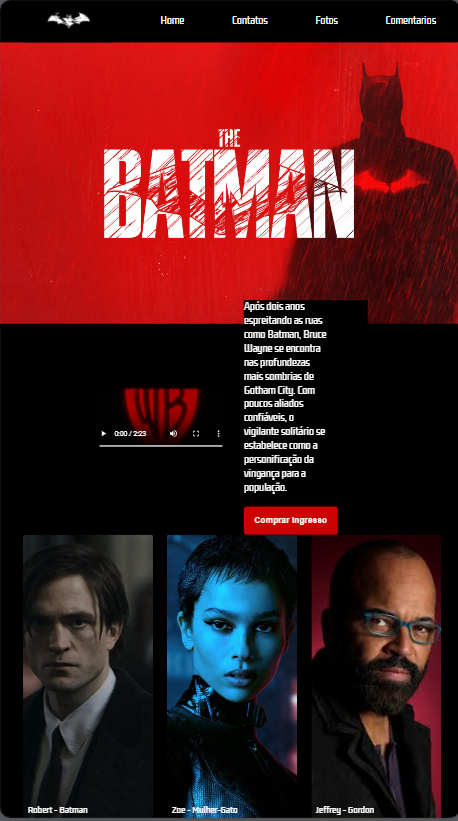 Home Contatos Fotos Comentarios
THE
BATMAN
Após dois anos
espreitando as ruas
como Batman, Bruce
Wayne se encontra
nas profundezas
mais sombrias de
Gotham City. Com
poucos aliados
confiáveis, o
vigilante solitário se
estabelece como a
personificação da
vingança para a
população.
WB
0:00 / 2:23
Comprar Ingresso
Robert - Batman
Zoe - Mulher-Gato
Jeffrey - Gordon